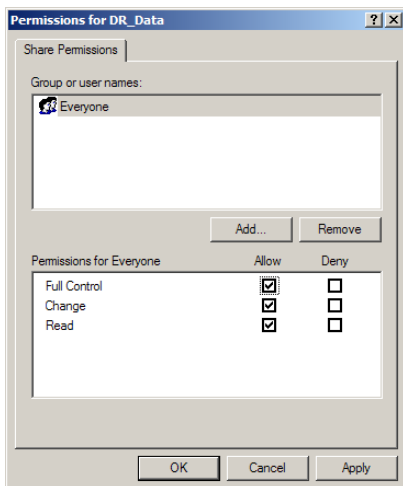 Permissions for DR_Data
Share Permissions
Group or user names:
Everyone
Add... Remove
Permissions for Everyone Allow Deny
Full Control
Change
Read
OK Cancel Apply